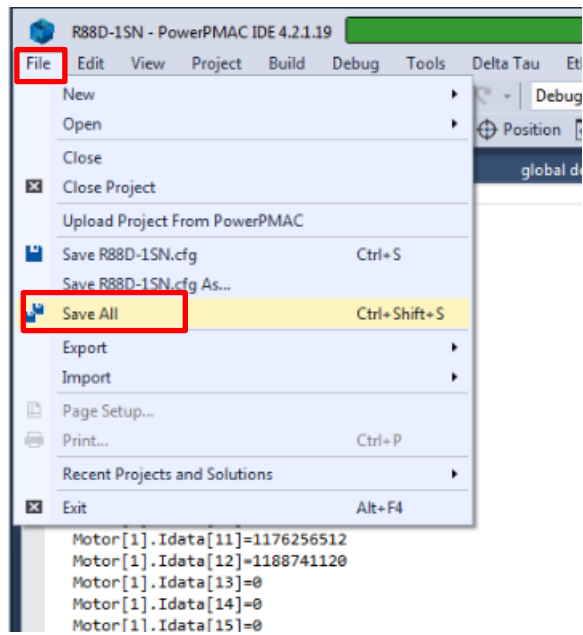 R88D-1SN - PowerPMAC IDE 4.2.1.19
File Edit View Project Build Debug Tools Delta Tau
Debug
Position
New
Open
Close
global
Close Project
Upload Project From PowerPMAC
Save R88D-1SN.cfg Ctrl+S
Save R88D-1SN.cfg As...
Save All Ctrl+Shift+S
Export
Import
Page Setup...
Print... Ctrl+P
Recent Projects and Solutions
Exit Alt+F4
Motor[1].Idata[11]=1176256512
Motor[1].Idata[12]=1188741120
Motor[1].Idata[13]=0
Motor[1].Idata[14]=0
Motor[1].Idata[15]=0